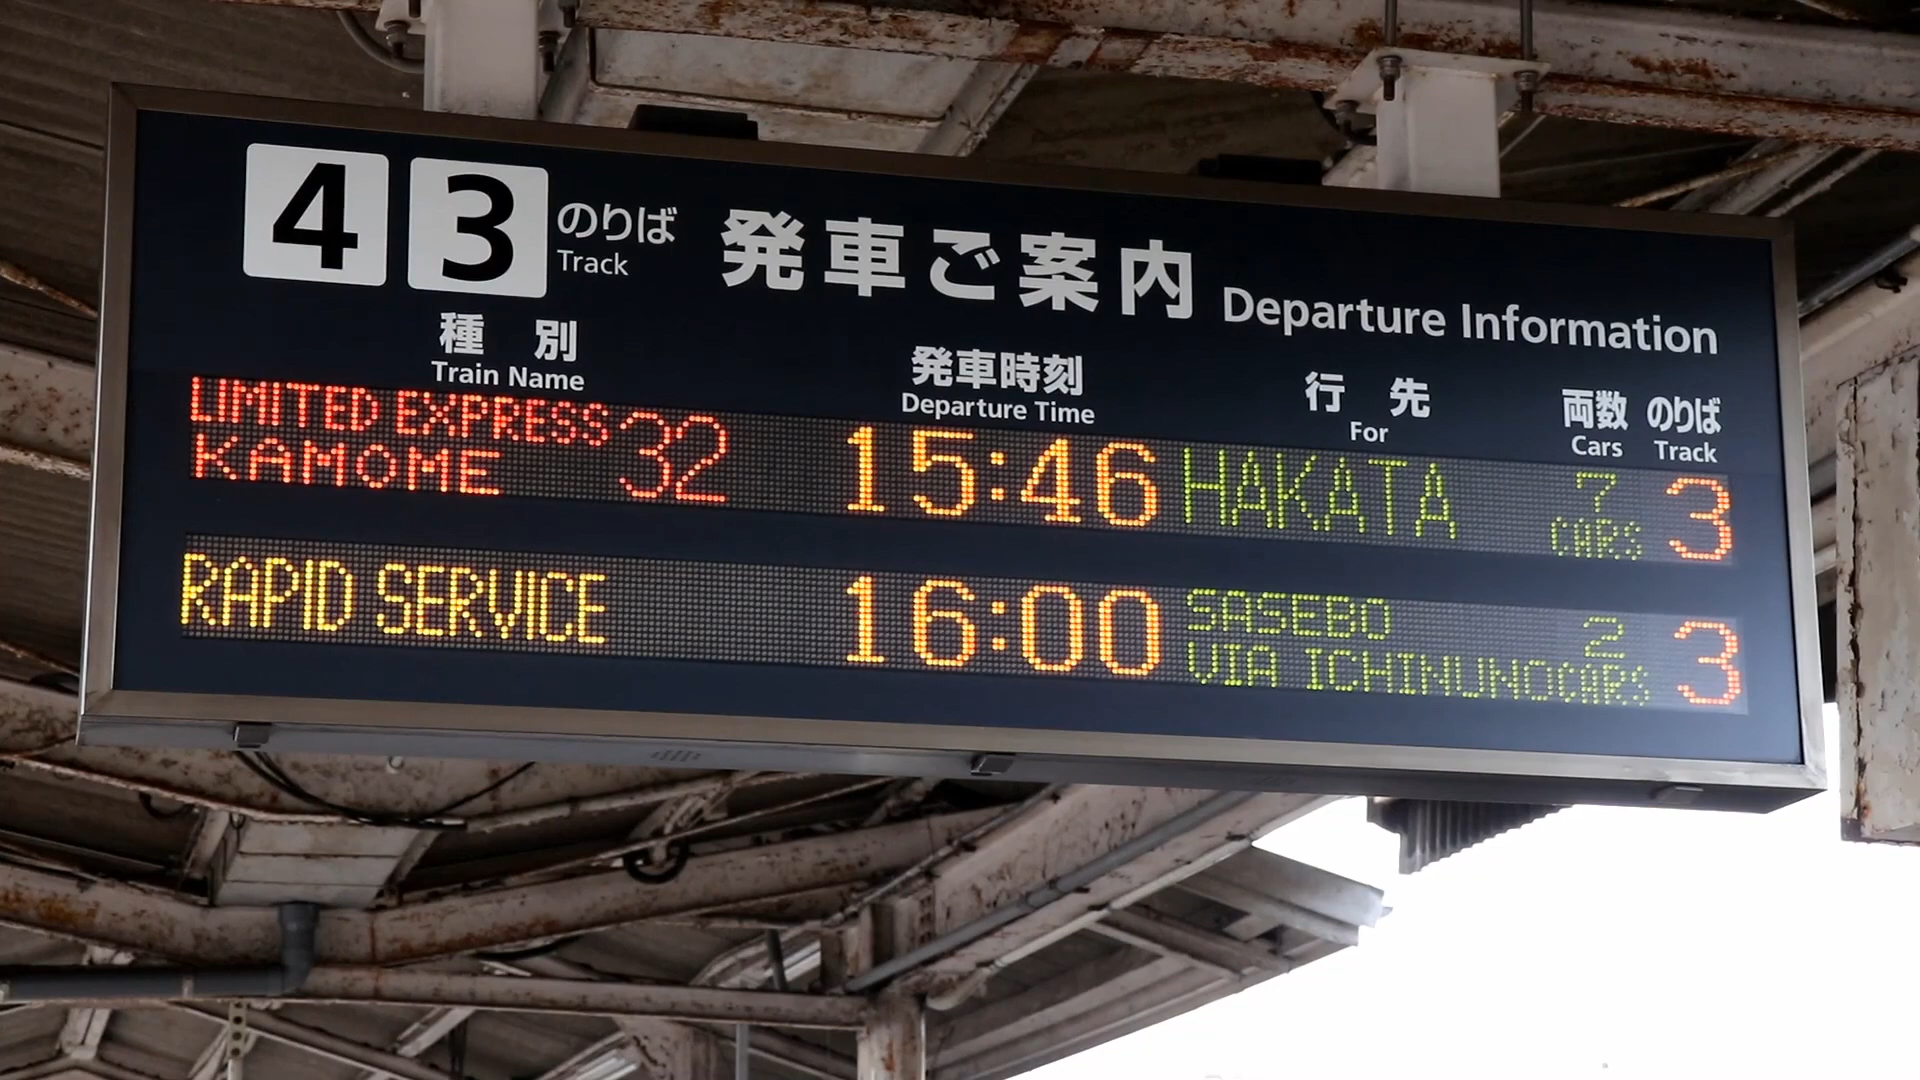 4 3 のりば 発車ご案内 Departure Information
Track
種 別 発車時刻 行 先 両数 のりば
Train Name Departure Time For Cars Track
LIMITED EXPRESS
KAMOME 32 15:46 HAKATA 7 CARS 3
RAPID SERVICE 16:00 SASEBO 2 CARS 3
VIA ICHINUNO